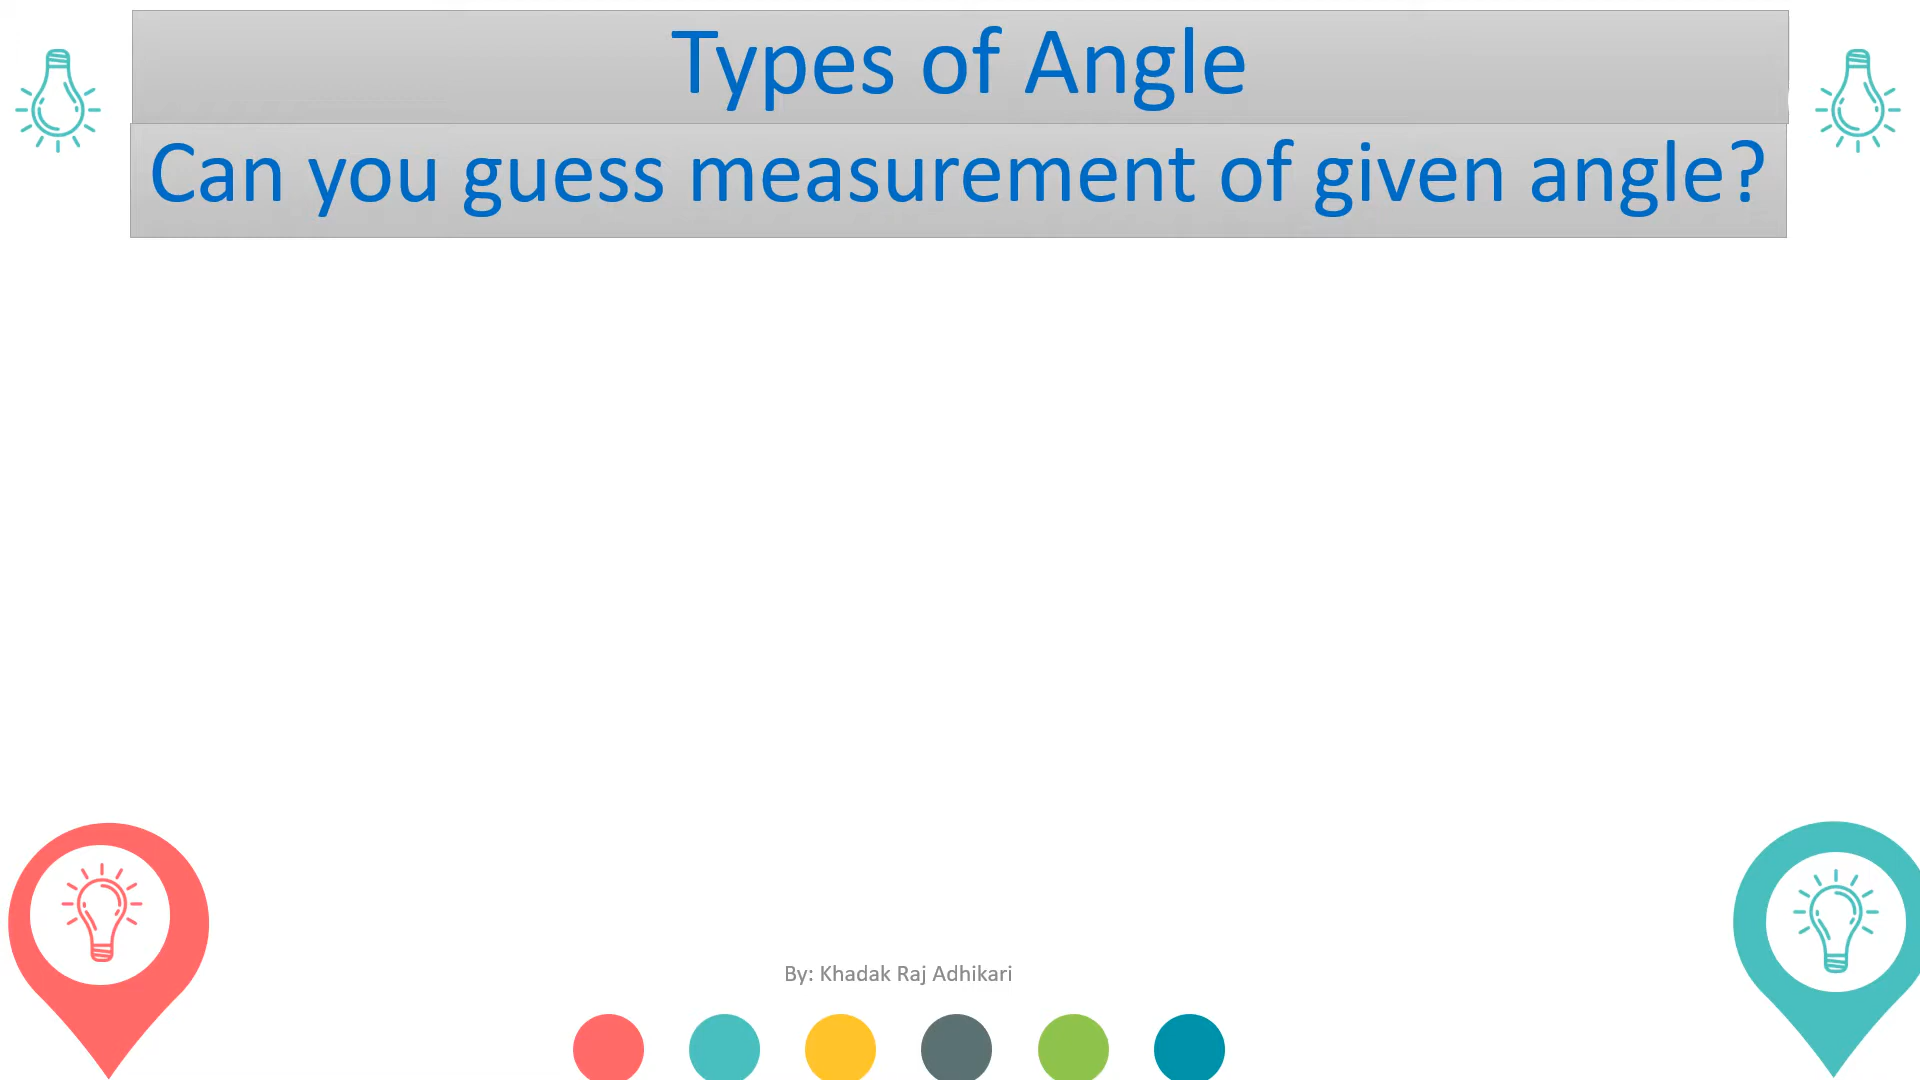 Types of Angle
Can you guess measurement of given angle?
By: Khadak Raj Adhikari